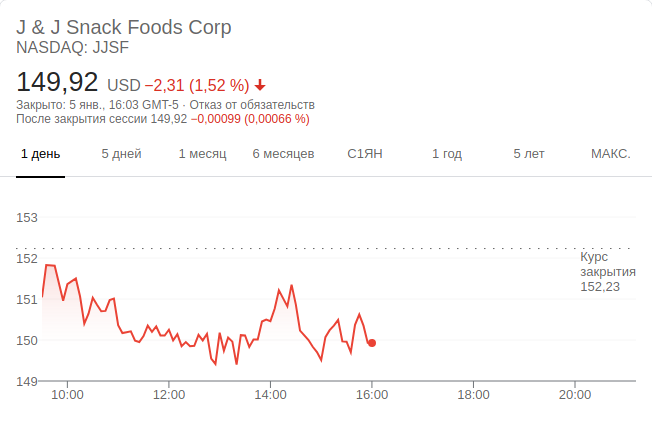 J & J Snack Foods Corp
NASDAQ: JJSF
149,92 USD −2,31 (1,52 %)
Закрыто: 5 янв., 16:03 GMT-5 · Отказ от обязательств
После закрытия сессии 149,92 −0,00099 (0,00066 %)
1 день 5 дней 1 месяц 6 месяцев С1ЯН 1 год 5 лет МАКС.
153
152
151
150
149
Курс
закрытия
152,23
10:00 12:00 14:00 16:00 18:00 20:00